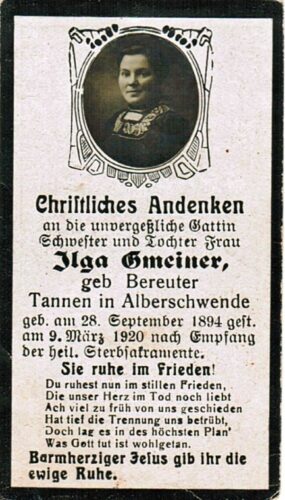 Christliches Andenken
an die unvergeßliche Gattin
Schwester und Tochter Frau
Ilga Gmeiner,
geb Bereuter
Tannen in Alberschwende
geb. am 28. September 1894 gest.
am 9. März 1920 nach Empfang
der heil. Sterbsakramente.
Sie ruhe im Frieden!
Du ruhest nun im stillen Frieden,
Die unser Herz im Tod noch liebt
Ach viel zu früh von uns geschieden
Hat tief die Trennung uns betrübt,
Doch lag es in des höchsten Plan'
Was Gott tut ist wohlgetan.
Barmherziger Jesus gib ihr die
ewige Ruhe.